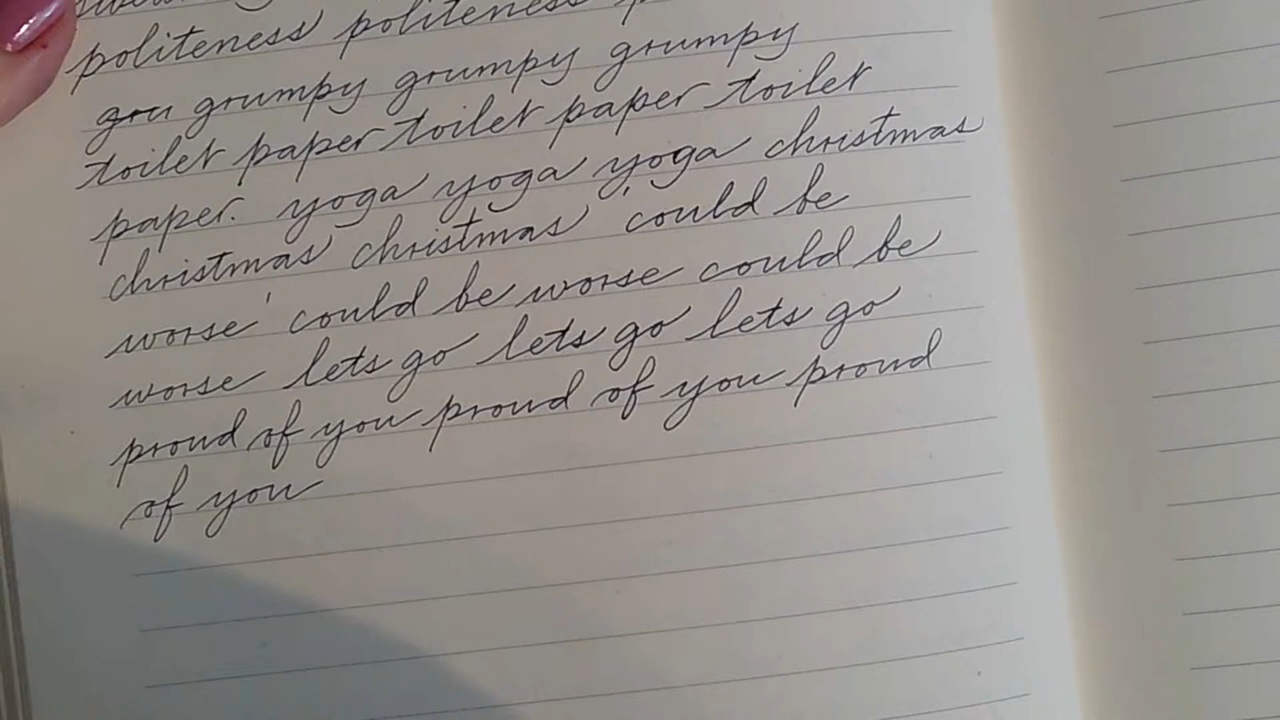 politeness politeness
gru grumpy grumpy grumpy
toilet paper toilet paper toilet
paper. yoga yoga yoga christmas
christmas christmas 'could be
worse' could be worse could be
worse lets go lets go lets go
proud of you proud of you proud
of you